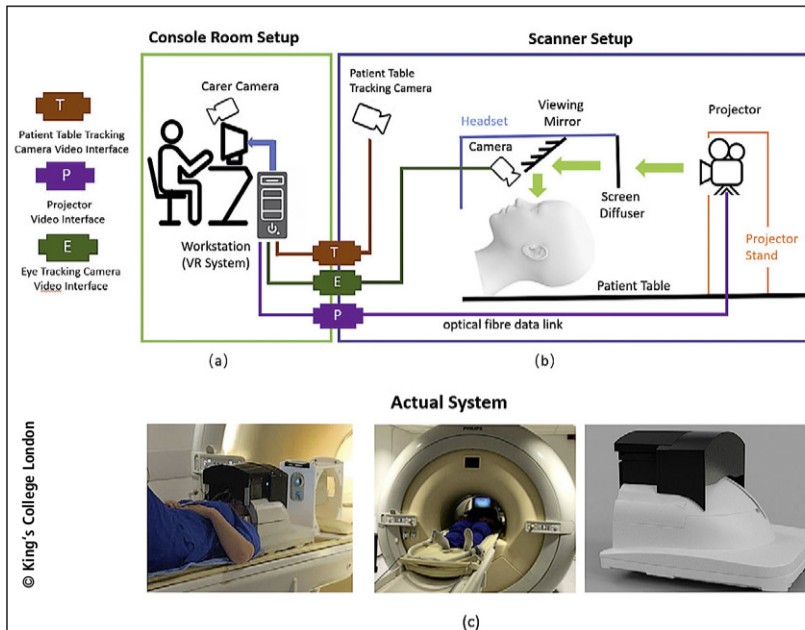 Console Room Setup
Scanner Setup
T
Patient Table Tracking
Camera Video Interface
P
Projector
Video Interface
E
Eye Tracking Camera
Video Interface
Carer Camera
Workstation
(VR System)
Patient Table
Tracking Camera
Headset
Camera
Viewing
Mirror
Projector
Screen
Diffuser
Projector
Stand
Patient Table
T
E
P
optical fibre data link
(a)
(b)
Actual System
PHILIPS
(c)
© King's College London